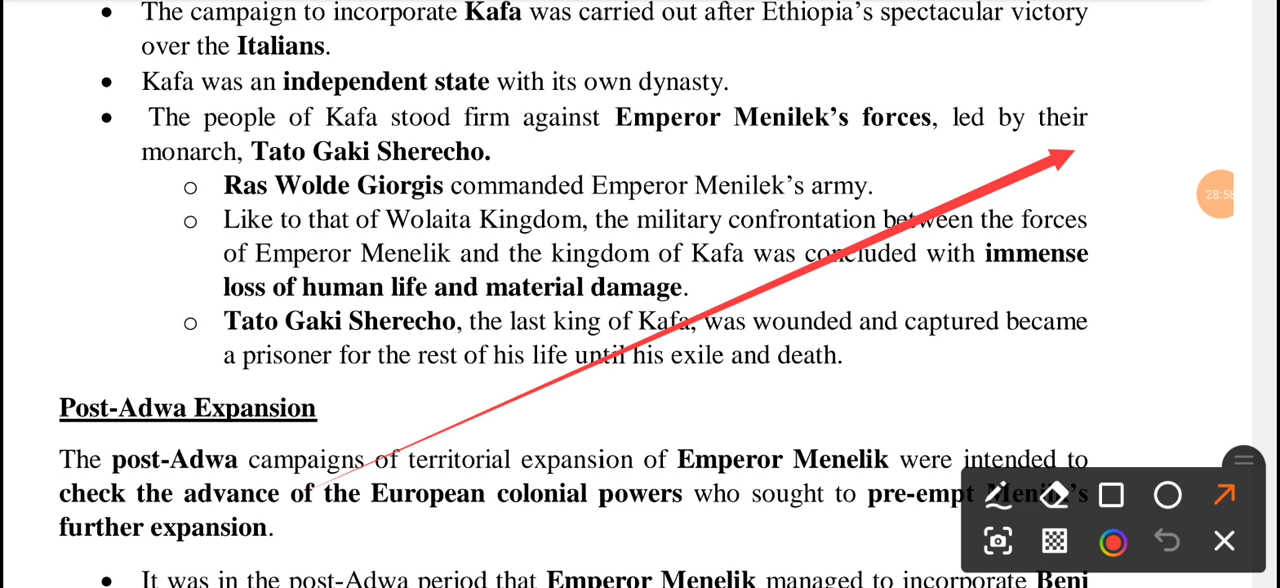 • The campaign to incorporate Kafa was carried out after Ethiopia's spectacular victory
over the Italians.
• Kafa was an independent state with its own dynasty.
• The people of Kafa stood firm against Emperor Menilek's forces, led by their
monarch, Tato Gaki Sherecho.
o Ras Wolde Giorgis commanded Emperor Menilek's army.
o Like to that of Wolaita Kingdom, the military confrontation between the forces
of Emperor Menelik and the kingdom of Kafa was concluded with immense
loss of human life and material damage.
o Tato Gaki Sherecho, the last king of Kafa, was wounded and captured became
a prisoner for the rest of his life until his exile and death.
28:58
Post-Adwa Expansion
The post-Adwa campaigns of territorial expansion of Emperor Menelik were intended to
check the advance of the European colonial powers who sought to pre-empt
further expansion.
• It was in the post-Adwa period that Emperor Menelik managed to incorporate Beni